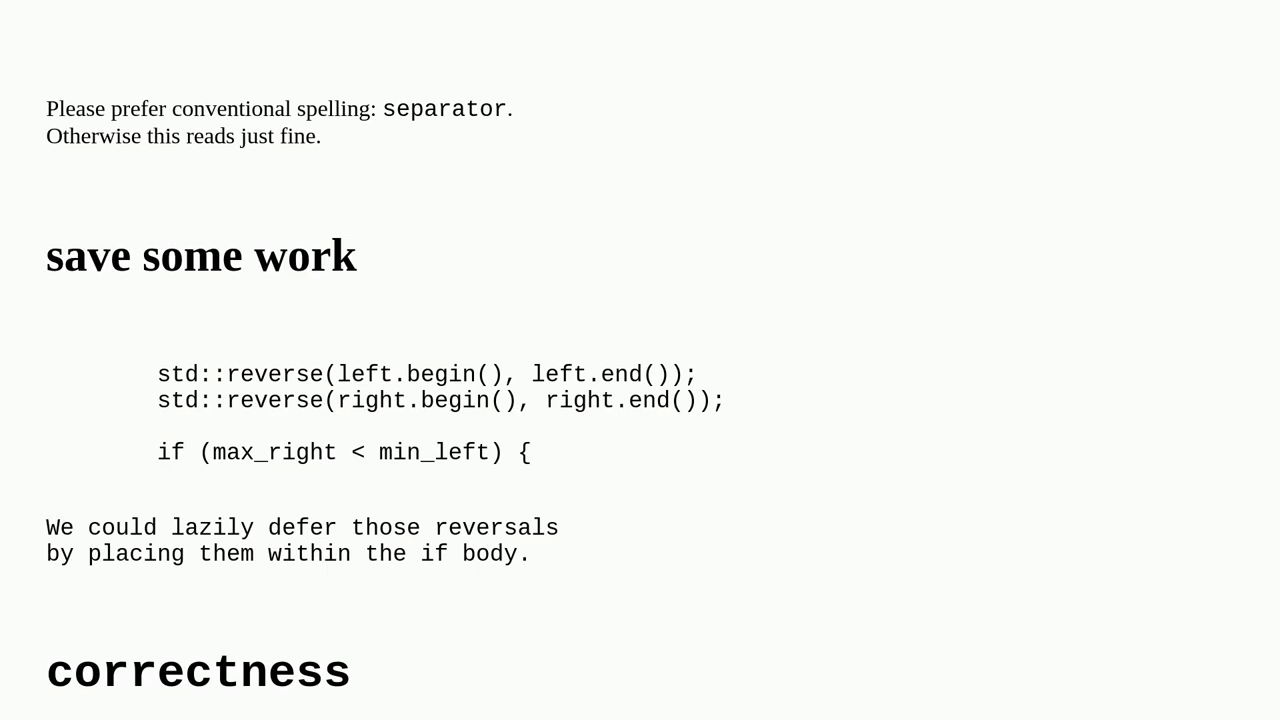 Please prefer conventional spelling: separator.
Otherwise this reads just fine.
save some work
std::reverse(left.begin(), left.end());
std::reverse(right.begin(), right.end());
if (max_right < min_left) {
We could lazily defer those reversals
by placing them within the if body.
correctness